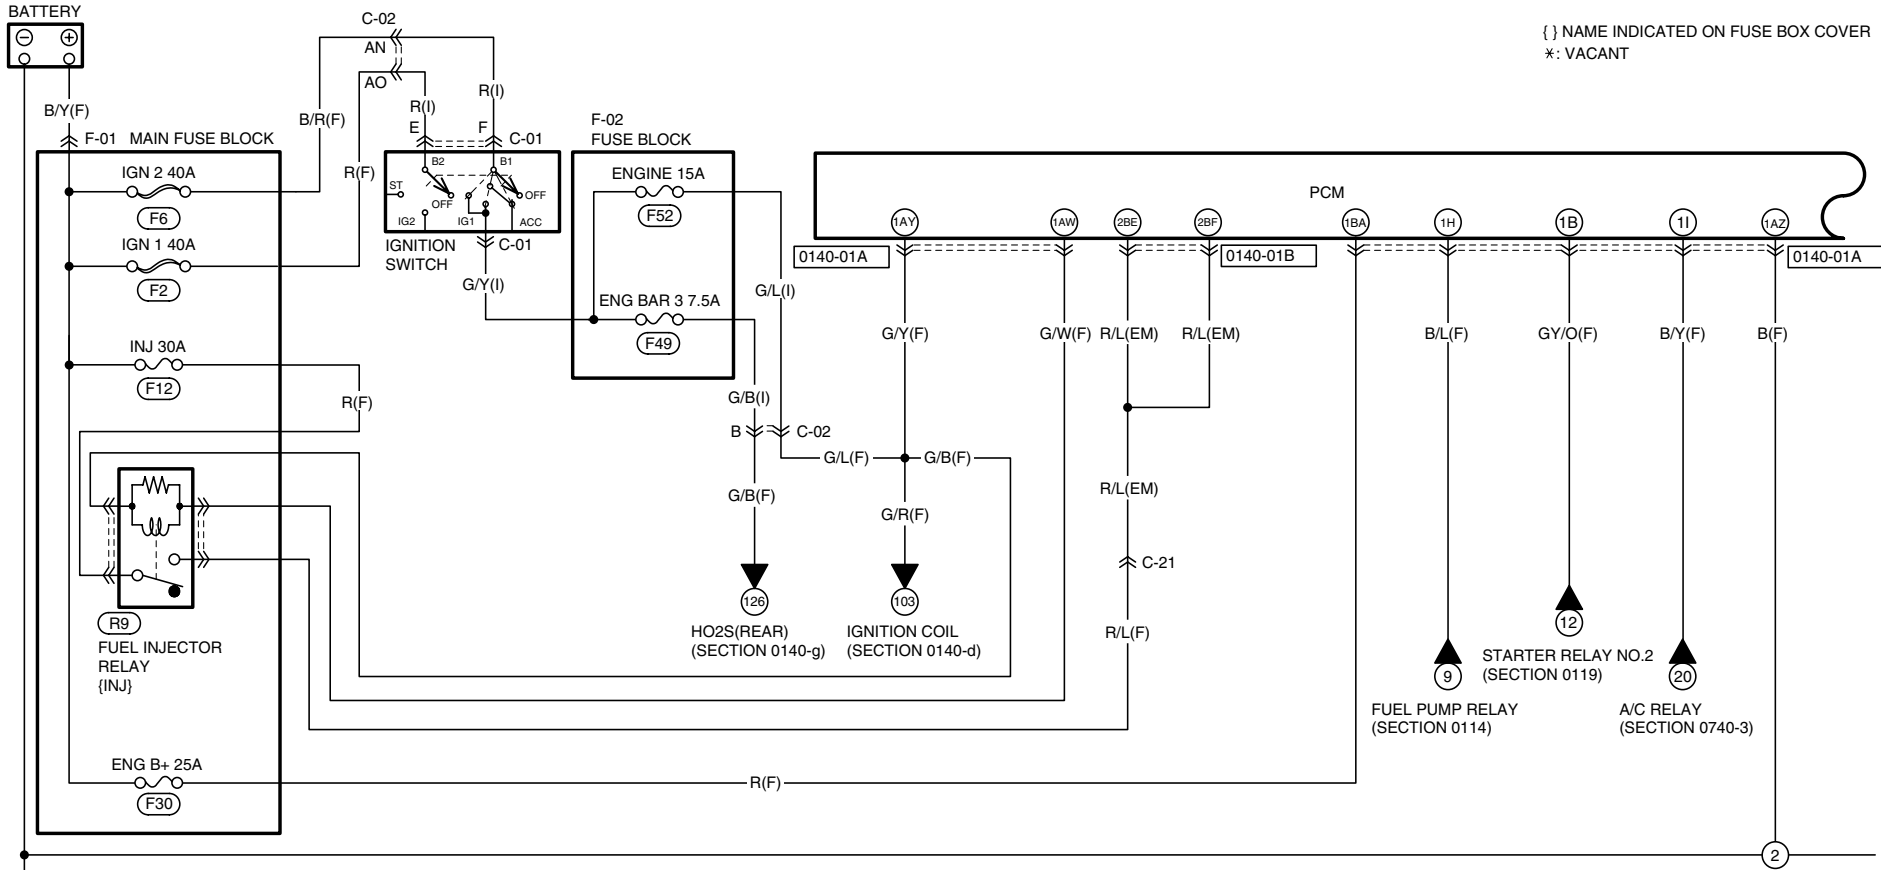 BATTERY
C-02
AN
AO
{ } NAME INDICATED ON FUSE BOX COVER
*: VACANT
B/Y(F)
B/R(F)
R(I)
R(I)
R(F)
F-01 MAIN FUSE BLOCK
E
F
C-01
F-02
FUSE BLOCK
IGN 2 40A
F6
IGN 1 40A
F2
INJ 30A
F12
R(F)
B2
B1
ST
OFF
OFF
IG2
IG1
ACC
IGNITION
SWITCH
C-01
G/Y(I)
ENGINE 15A
F52
ENG BAR 3 7.5A
F49
G/L(I)
G/B(I)
B
C-02
G/B(F)
PCM
1AY
1AW
2BE
2BF
1BA
1H
1B
1I
1AZ
0140-01A
0140-01B
0140-01A
G/Y(F)
G/W(F)
R/L(EM)
R/L(EM)
B/L(F)
GY/O(F)
B/Y(F)
B(F)
G/L(F)
G/B(F)
G/R(F)
R/L(EM)
C-21
R/L(F)
R9
FUEL INJECTOR
RELAY
{INJ}
126
HO2S(REAR)
(SECTION 0140-g)
103
IGNITION COIL
(SECTION 0140-d)
9
FUEL PUMP RELAY
(SECTION 0114)
12
STARTER RELAY NO.2
(SECTION 0119)
20
A/C RELAY
(SECTION 0740-3)
ENG B+ 25A
F30
R(F)
2